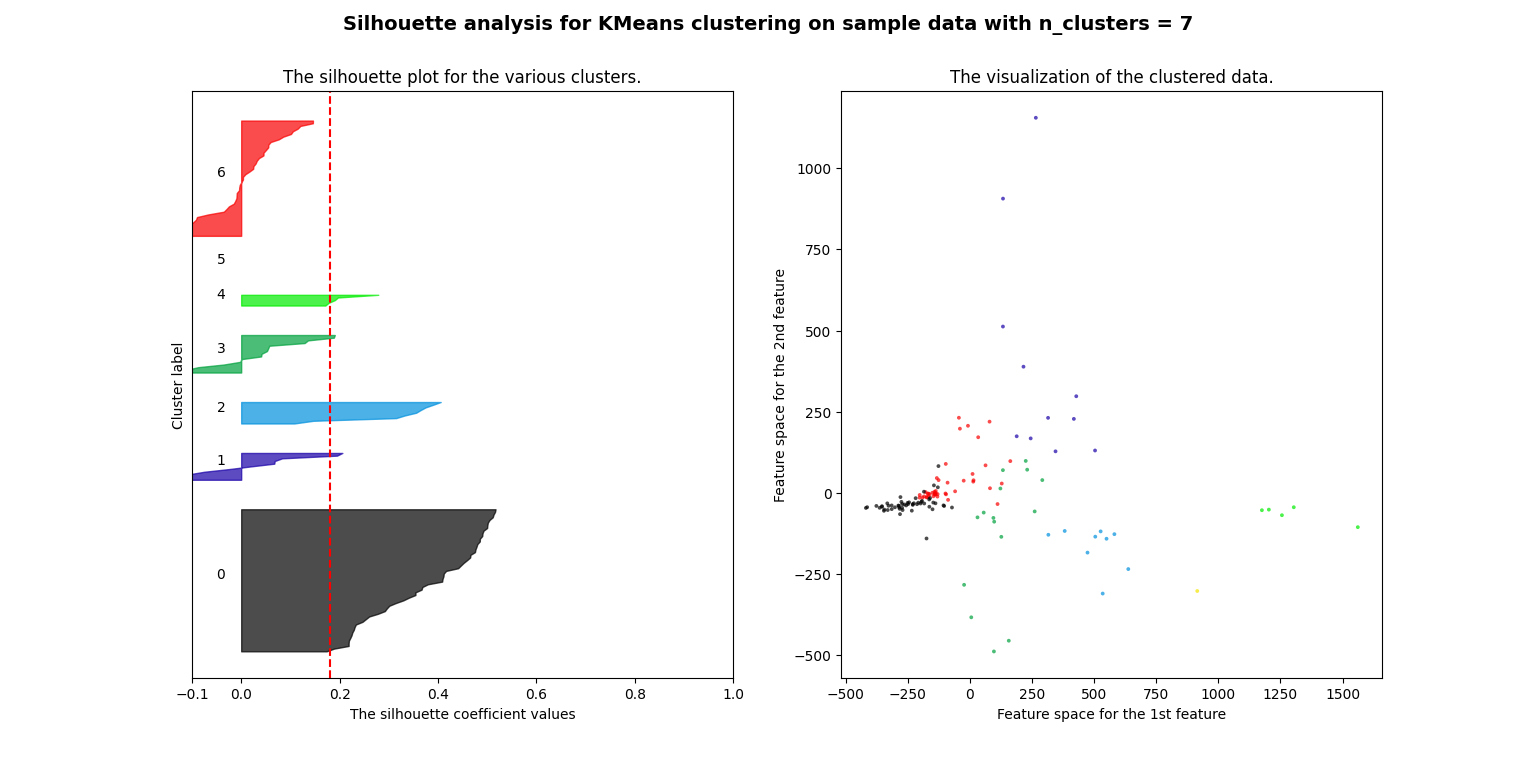 Silhouette analysis for KMeans clustering on sample data with n_clusters = 7
The silhouette plot for the various clusters.
Cluster label
6
5
4
3
2
1
0
−0.1 0.0 0.2 0.4 0.6 0.8 1.0
The silhouette coefficient values
The visualization of the clustered data.
Feature space for the 2nd feature
1000
750
500
250
0
−250
−500
−500 −250 0 250 500 750 1000 1250 1500
Feature space for the 1st feature